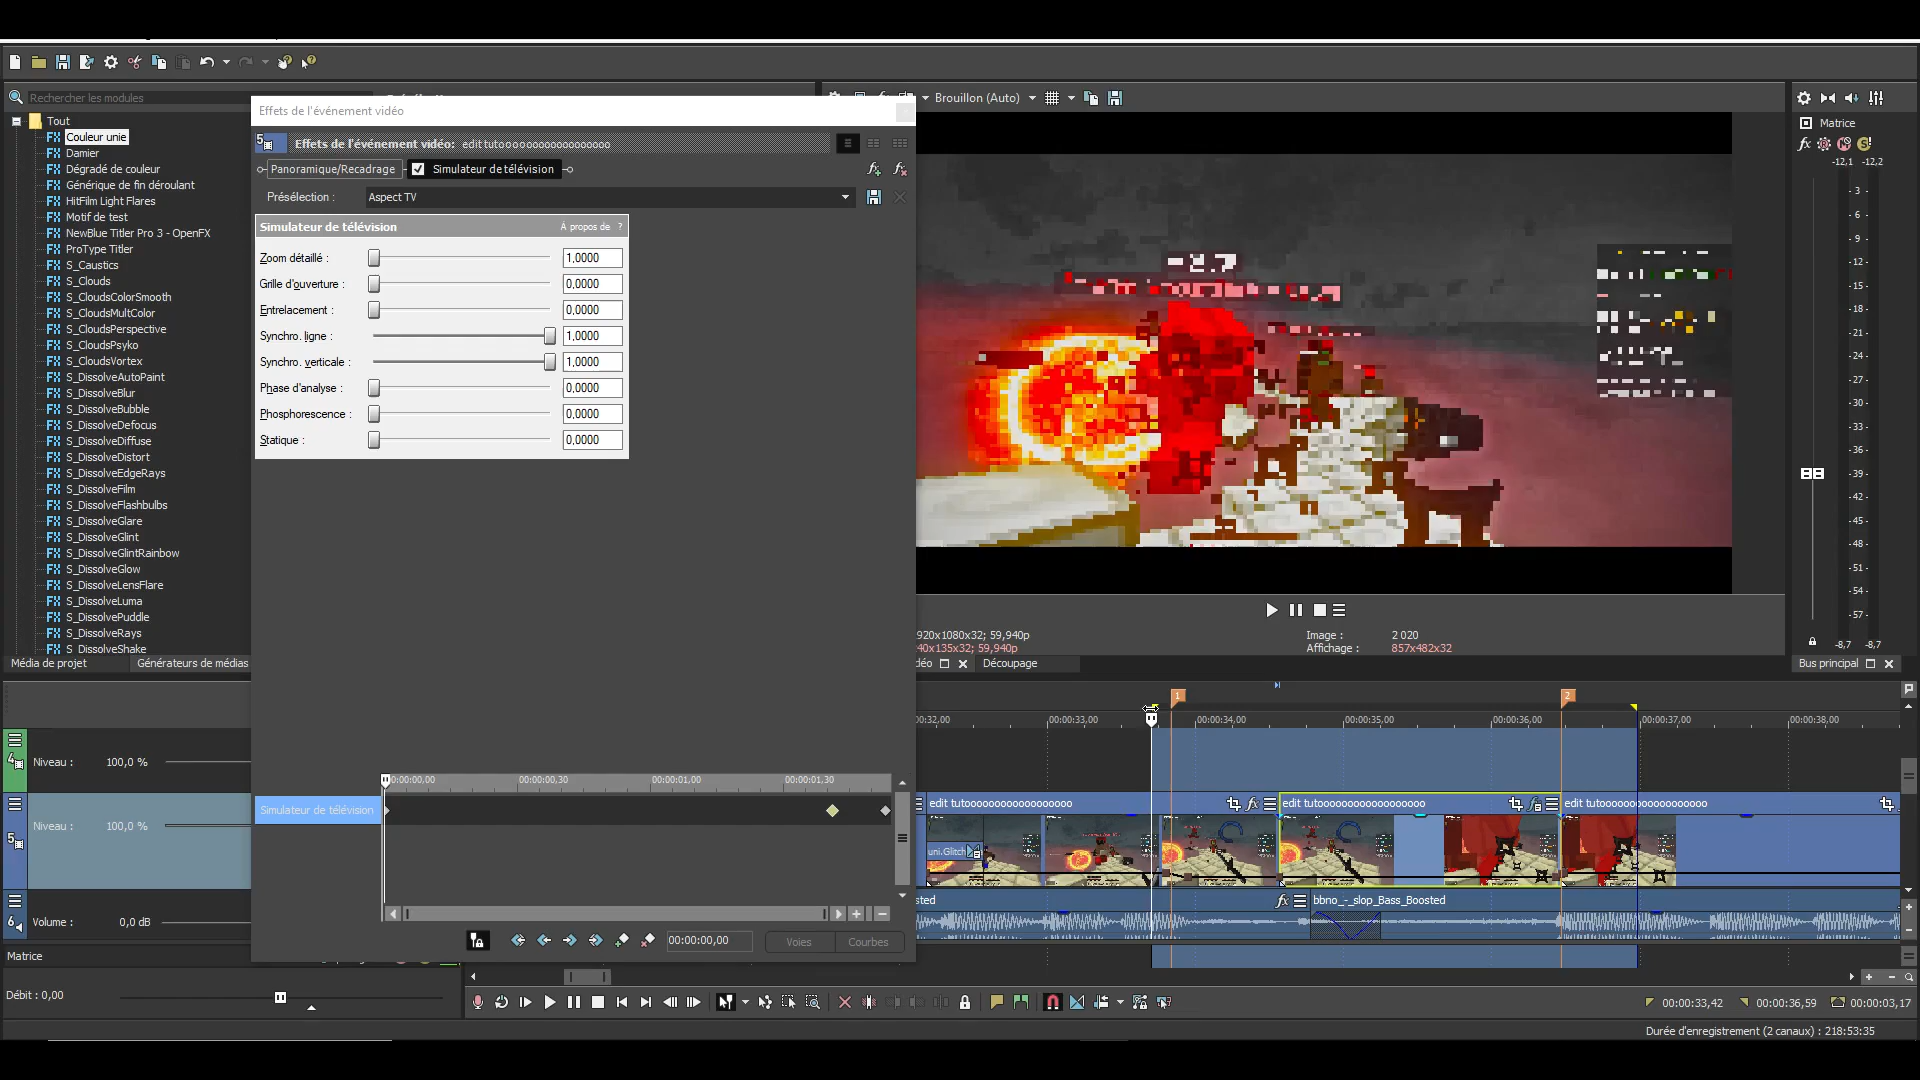 Rechercher les modules
Tout
Couleur unie
Damier
Dégradé de couleur
Générique de fin déroulant
HitFilm Light Flares
Motif de test
NewBlue Titler Pro 3 - OpenFX
ProType Titler
S_Caustics
S_Clouds
S_CloudsColorSmooth
S_CloudsMultColor
S_CloudsPerspective
S_CloudsPsyko
S_CloudsVortex
S_DissolveAutoPaint
S_DissolveBlur
S_DissolveBubble
S_DissolveDefocus
S_DissolveDiffuse
S_DissolveDistort
S_DissolveEdgeRays
S_DissolveFilm
S_DissolveFlashbulbs
S_DissolveGlare
S_DissolveGlint
S_DissolveGlintRainbow
S_DissolveGlow
S_DissolveLensFlare
S_DissolveLuma
S_DissolvePuddle
S_DissolveRays
S_DissolveShake
Média de projet
Générateurs de médias
Effets de l'événement vidéo
Effets de l'événement vidéo: edit tutoooooooooooooooooo
Panoramique/Recadrage
Simulateur de télévision
Présélection :
Aspect TV
Simulateur de télévision
À propos de ?
Zoom détaillé : 1,0000
Grille d'ouverture : 0,0000
Entrelacement : 0,0000
Synchro. ligne : 1,0000
Synchro. verticale : 1,0000
Phase d'analyse : 0,0000
Phosphorescence : 0,0000
Statique : 0,0000
00:00:00,00
00:00:00,30
00:00:01,00
00:00:01,30
Simulateur de télévision
00:00:00,00
Voies
Courbes
Brouillon (Auto)
920x1080x32; 59,940p
40x135x32; 59,940p
Image : 2 020
Affichage : 857x482x32
déo
Découpage
Matrice
-12,1 -12,2
- 3 -
- 6 -
- 9 -
- 12 -
- 15 -
- 18 -
- 21 -
- 24 -
- 27 -
- 30 -
- 33 -
- 36 -
- 39 -
- 42 -
- 45 -
- 48 -
- 51 -
- 54 -
- 57 -
-8,7 -8,7
Bus principal
1
2
00:32,00
00:00:33,00
00:00:34,00
00:00:35,00
00:00:36,00
00:00:37,00
00:00:38,00
4
Niveau : 100,0 %
5
Niveau : 100,0 %
6
Volume : 0,0 dB
edit tutoooooooooooooooooo
edit tutoooooooooooooooooo
edit tutoooooooooooooooooo
uni.Glitch
sted
bbno_-_slop_Bass_Boosted
Matrice
Débit : 0,00
00:00:33,42
00:00:36,59
00:00:03,17
Durée d'enregistrement (2 canaux) : 218:53:35